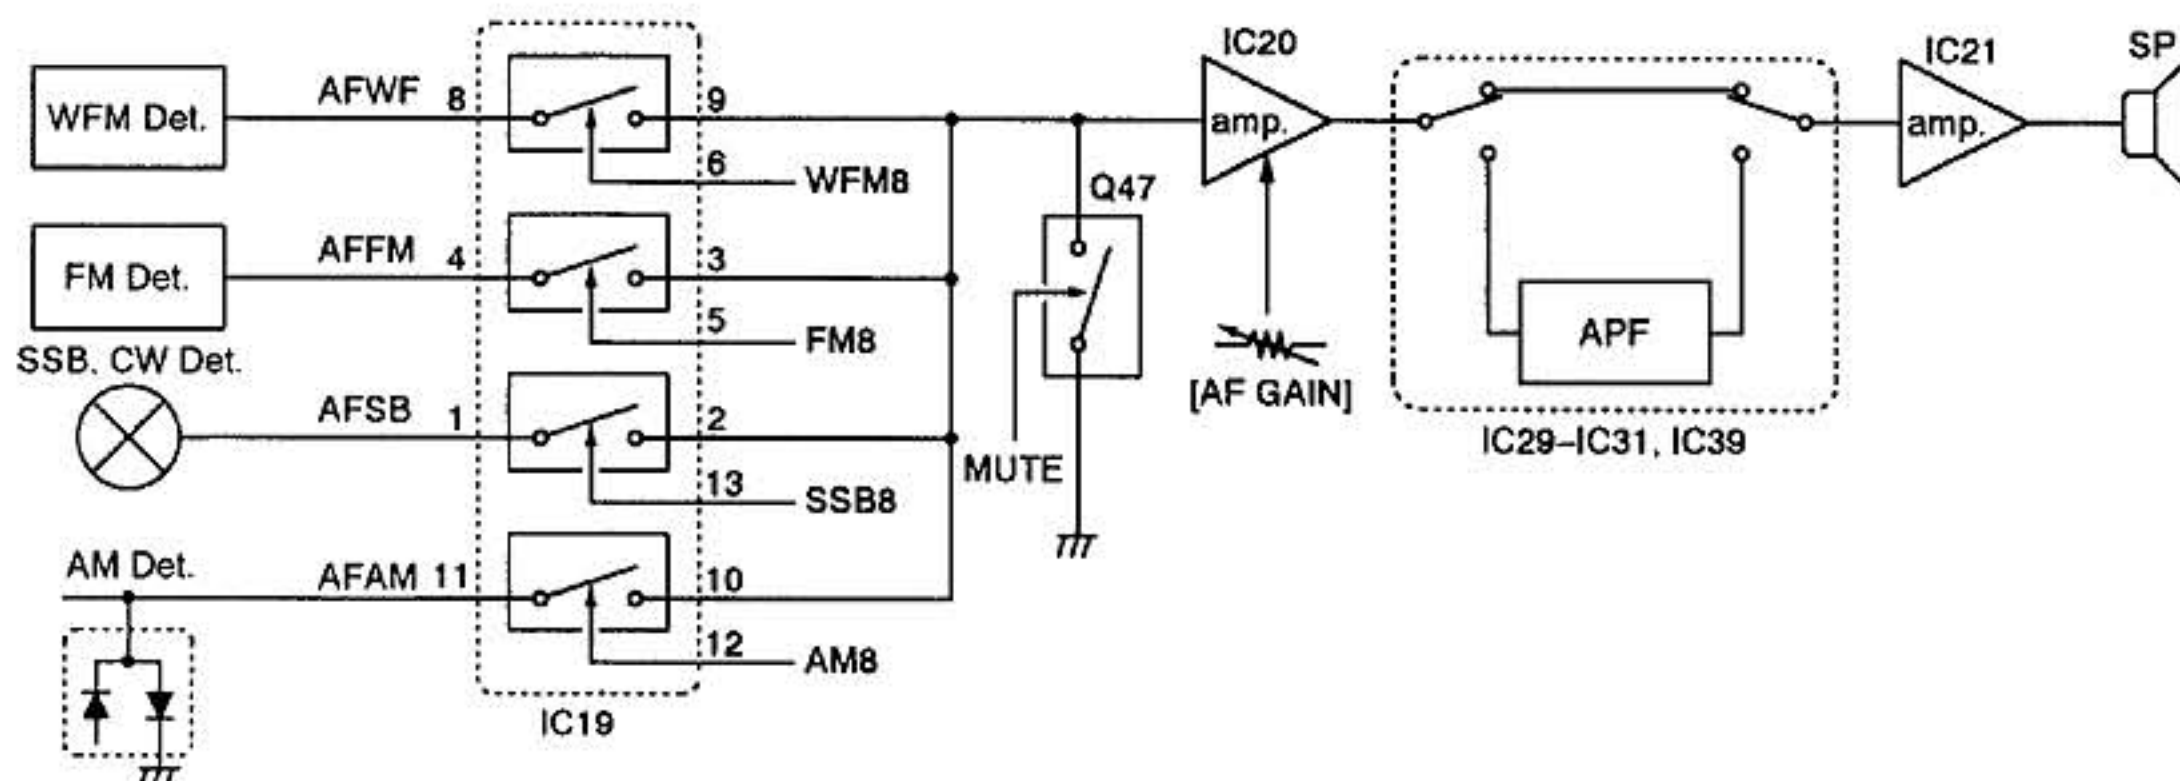 WFM Det.
AFWF 8
9
6
WFM8
FM Det.
AFFM 4
3
5
FM8
SSB, CW Det.
AFSB 1
2
13
SSB8
AM Det.
AFAM 11
10
12
AM8
IC19
Q47
MUTE
IC20
amp.
[AF GAIN]
APF
IC29–IC31, IC39
IC21
amp.
SP